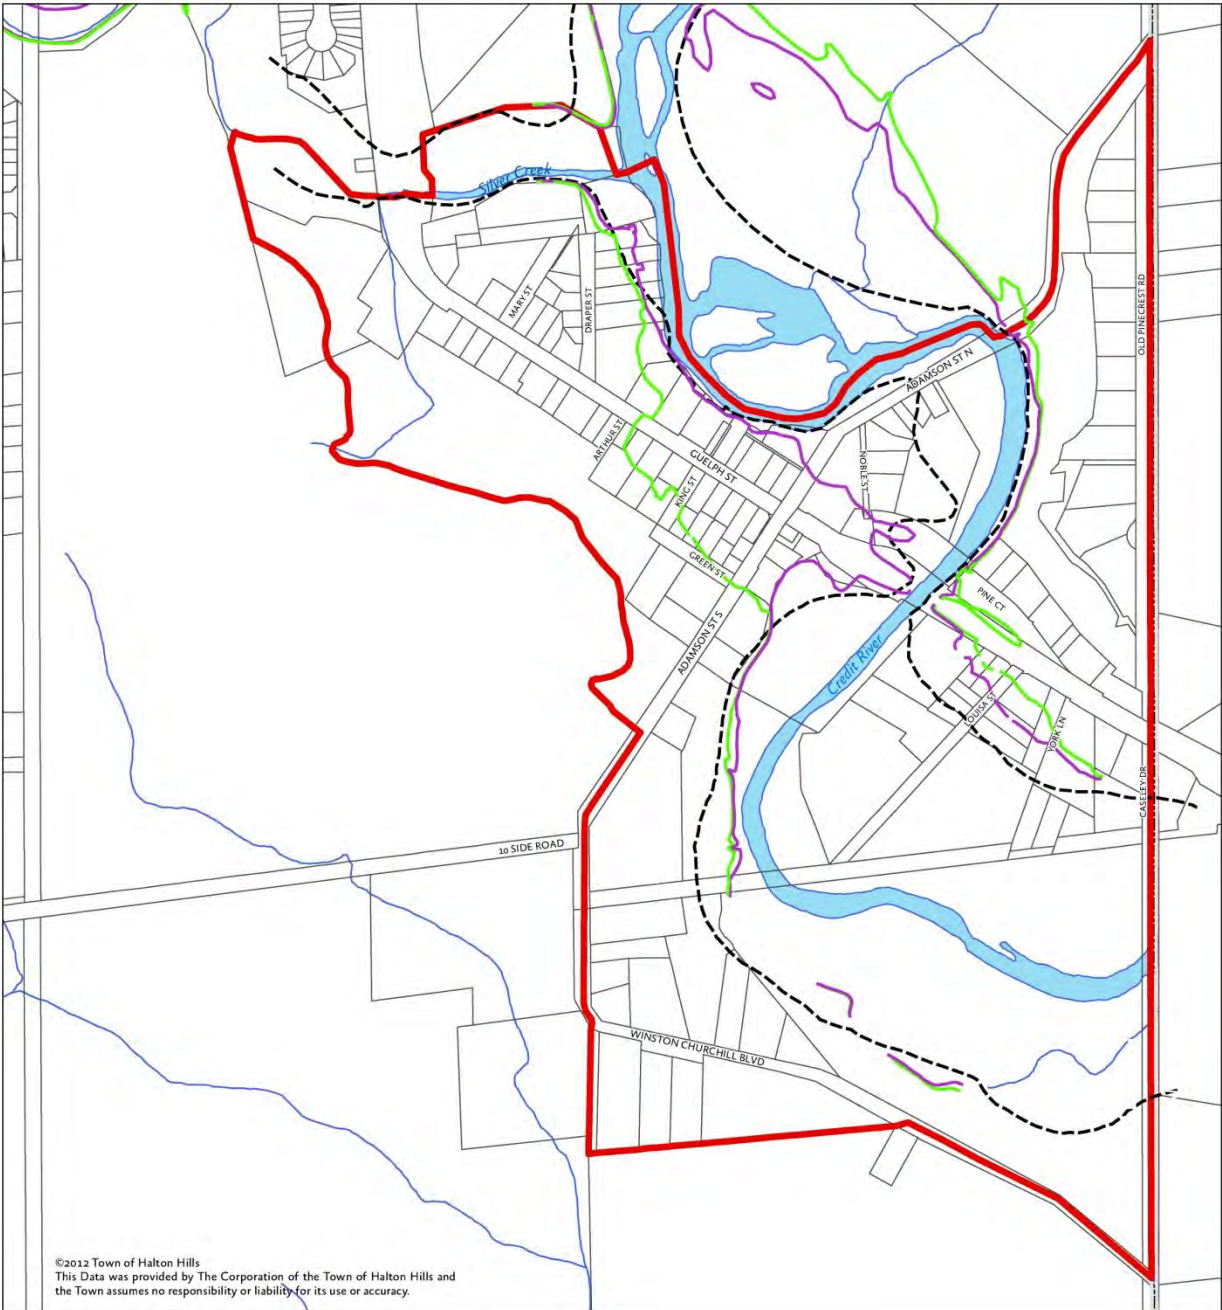 Silver Creek
MARY ST
DRAPER ST
OLD PINECREST RD
ADAMSON ST N
ARTHUR ST
GUELPH ST
NOBLE ST
KING ST
GREEN ST
PINE CT
ADAMSON ST S
Credit River
LOUISA ST
YORK LN
CASELEY DR
10 SIDE ROAD
WINSTON CHURCHILL BLVD
©2012 Town of Halton Hills
This Data was provided by The Corporation of the Town of Halton Hills and
the Town assumes no responsibility or liability for its use or accuracy.